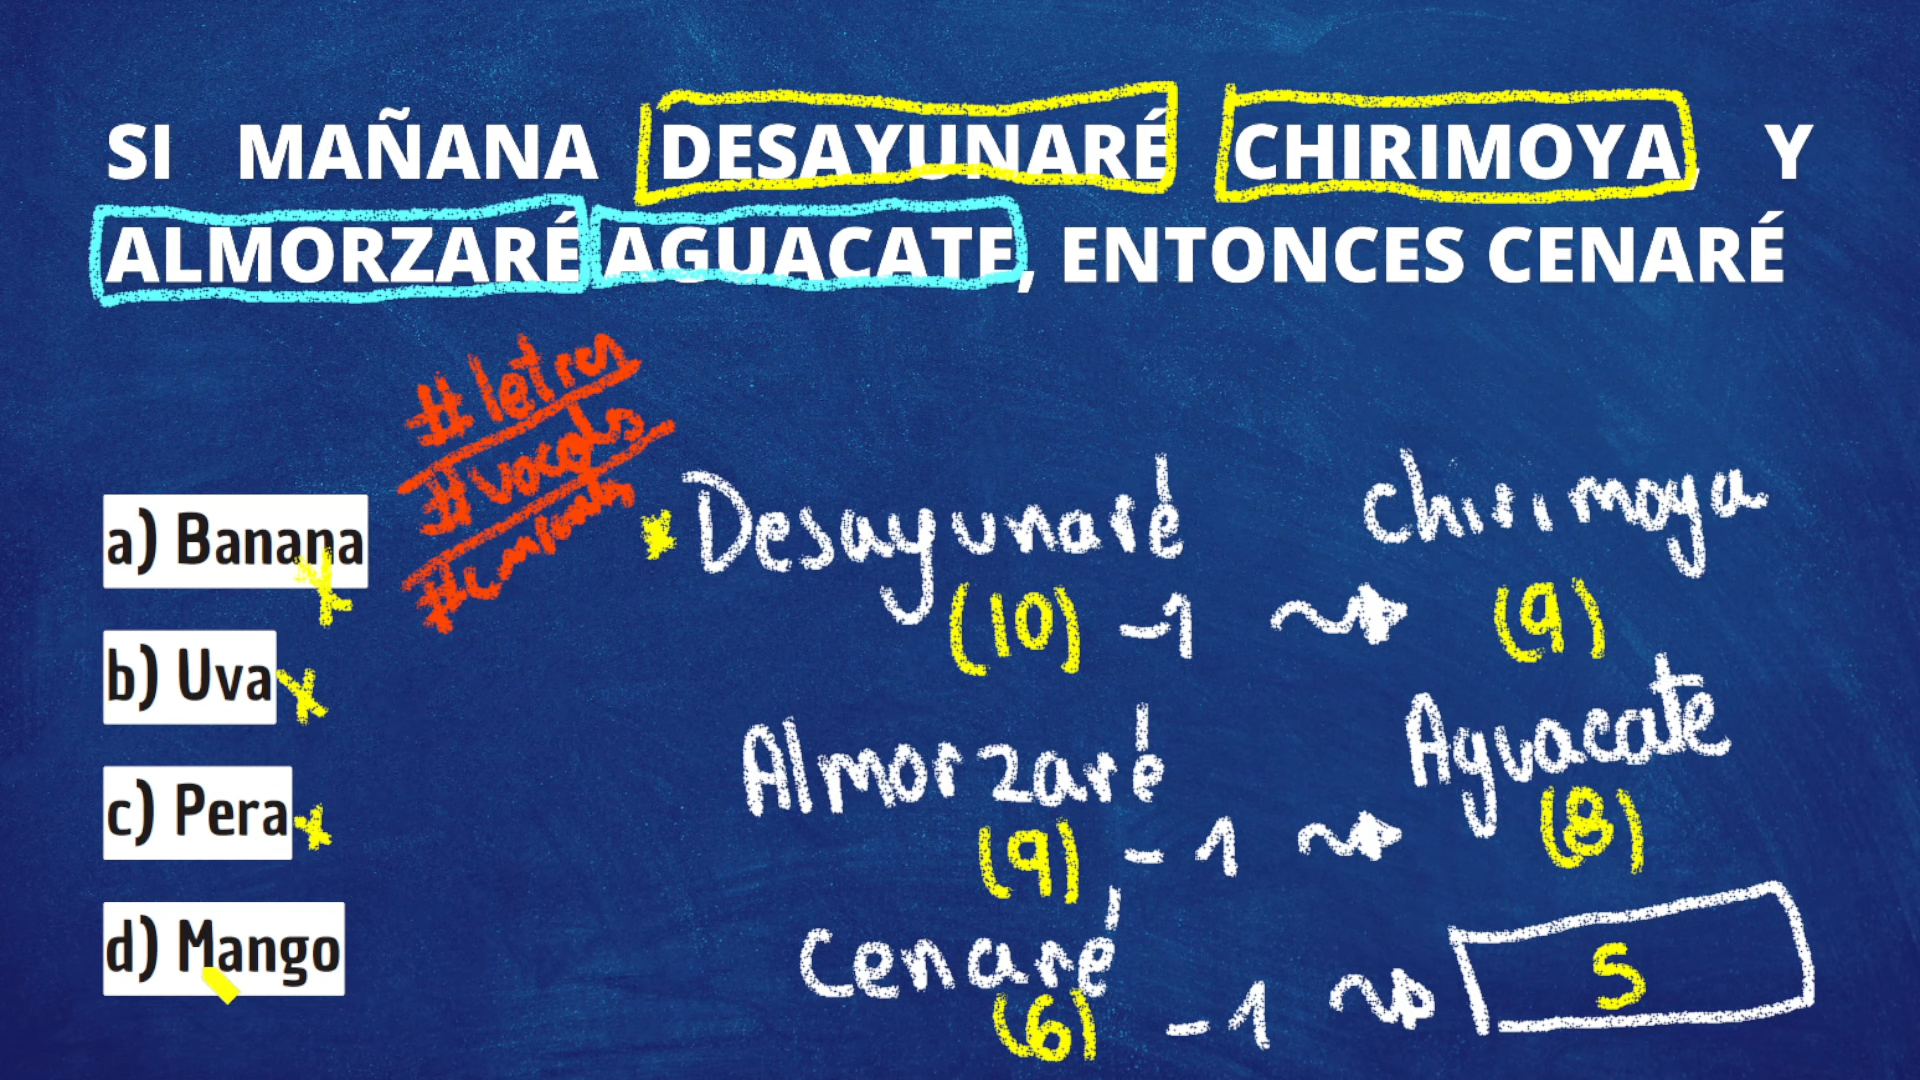 SI MAÑANA DESAYUNARÉ CHIRIMOYA, Y
ALMORZARÉ AGUACATE, ENTONCES CENARÉ
#letras
#vocals
a) Banana
b) Uva
c) Pera
d) Mango
Desayunaré chirimoya
(10) -1 (9)
Almorzaré Aguacate
(9) -1 (8)
Cenaré
(6) -1 5